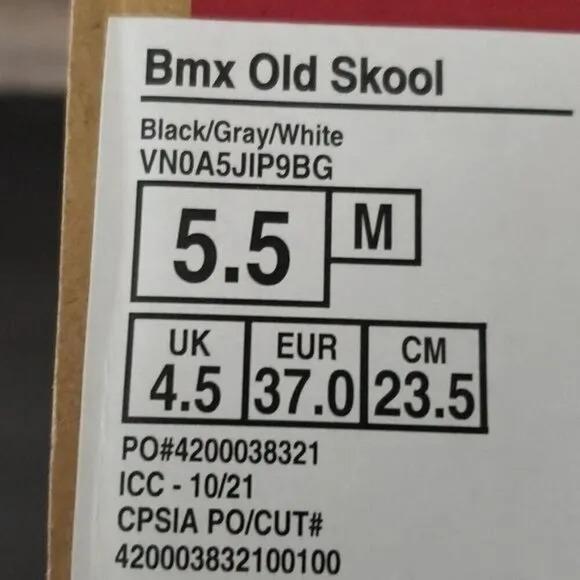 Bmx Old Skool
Black/Gray/White
VN0A5JIP9BG
5.5 M
UK EUR CM
4.5 37.0 23.5
PO#4200038321
ICC - 10/21
CPSIA PO/CUT#
420003832100100